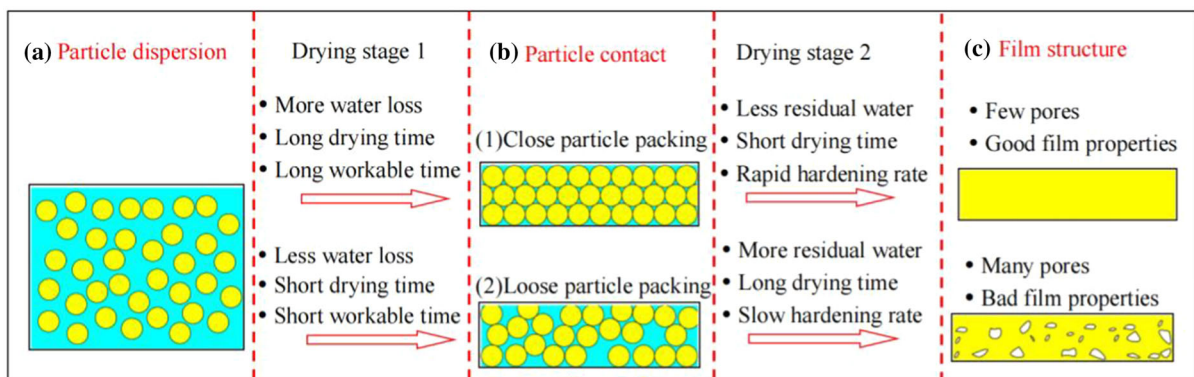 (a) Particle dispersion
Drying stage 1
• More water loss
• Long drying time
• Long workable time
• Less water loss
• Short drying time
• Short workable time
(b) Particle contact
(1)Close particle packing
(2)Loose particle packing
Drying stage 2
• Less residual water
• Short drying time
• Rapid hardening rate
• More residual water
• Long drying time
• Slow hardening rate
(c) Film structure
• Few pores
• Good film properties
• Many pores
• Bad film properties